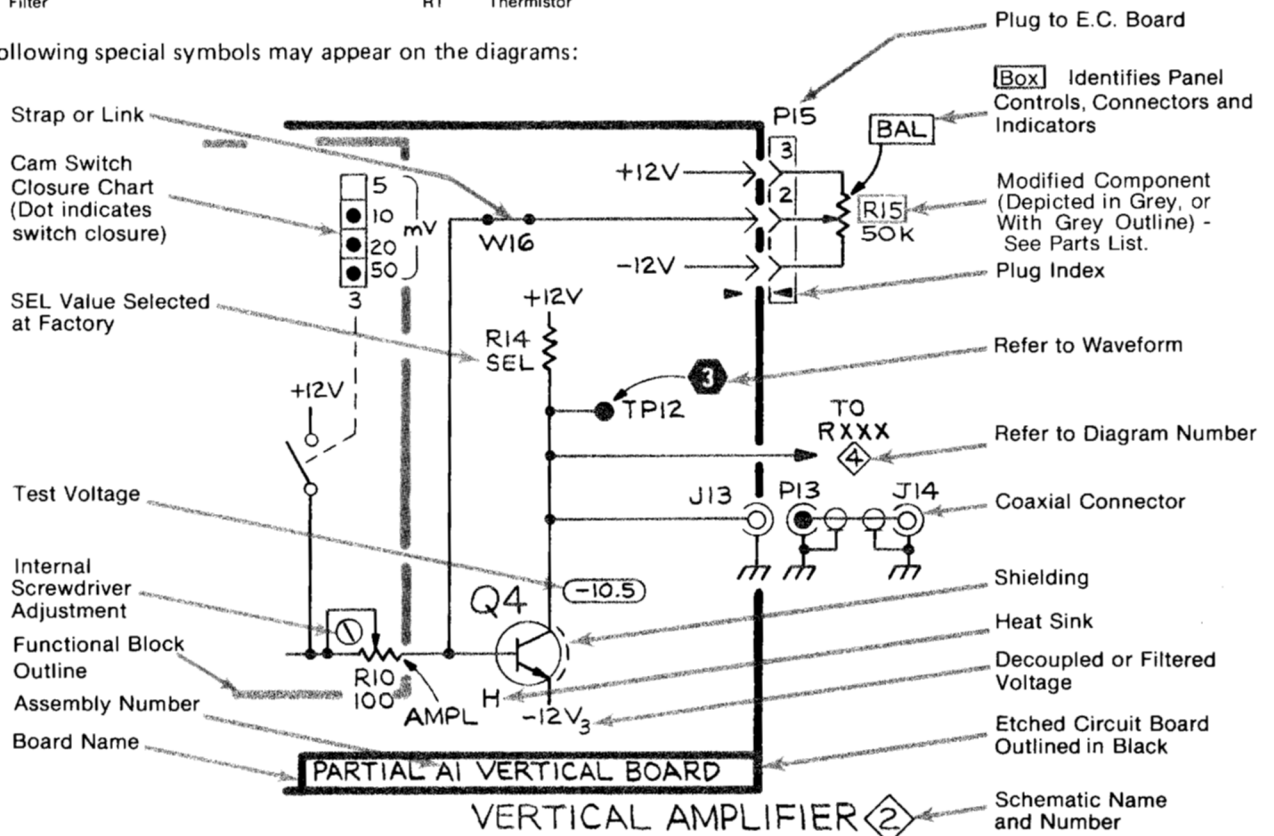 Filter
RT Thermistor
ollowing special symbols may appear on the diagrams:
Plug to E.C. Board
Box Identifies Panel
Controls, Connectors and
Indicators
Modified Component
(Depicted in Grey, or
With Grey Outline) -
See Parts List.
Plug Index
Refer to Waveform
Refer to Diagram Number
Coaxial Connector
Shielding
Heat Sink
Decoupled or Filtered
Voltage
Etched Circuit Board
Outlined in Black
Schematic Name
and Number
Strap or Link
Cam Switch
Closure Chart
(Dot indicates
switch closure)
SEL Value Selected
at Factory
Test Voltage
Internal
Screwdriver
Adjustment
Functional Block
Outline
Assembly Number
Board Name
5
10
20
50
mV
3
+12V
W16
+12V
-12V
P15
3
2
BAL
R15
50K
+12V
R14
SEL
3
TP12
TO
RXXX
4
J13
P13
J14
-10.5
Q4
R10
100
AMPL
H
-12V3
PARTIAL A1 VERTICAL BOARD
VERTICAL AMPLIFIER 2